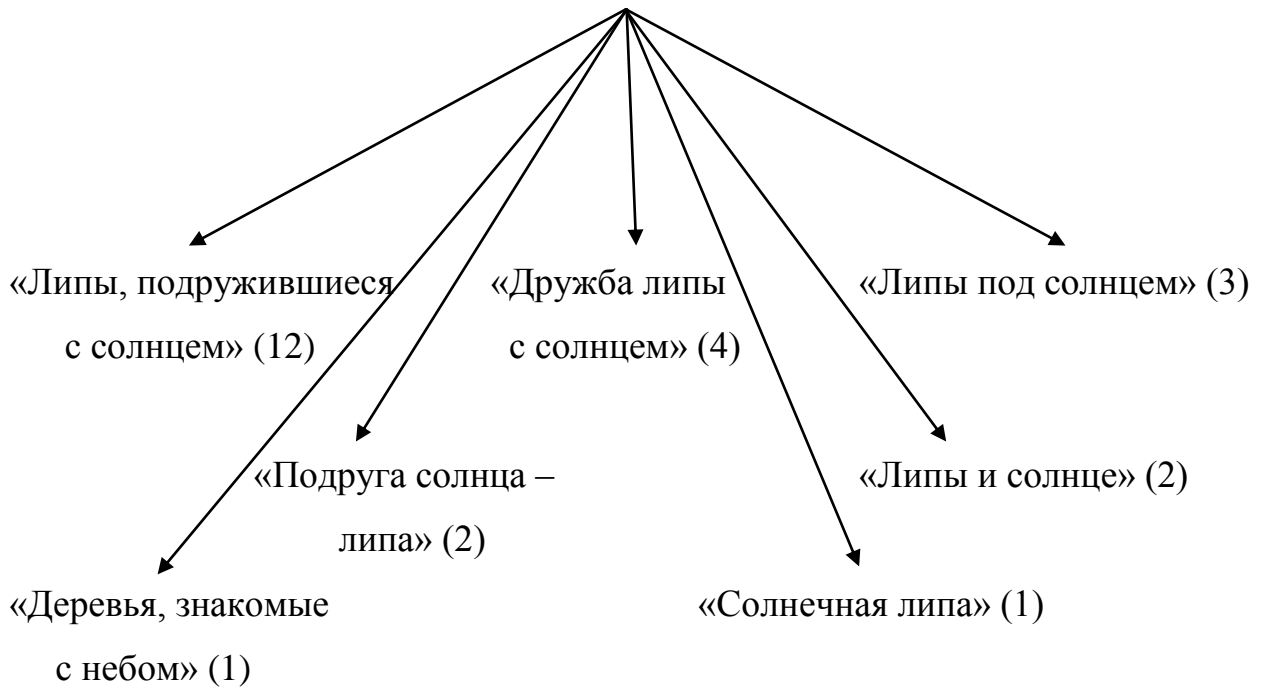 «Липы, подружившиеся
с солнцем» (12)
«Дружба липы
с солнцем» (4)
«Липы под солнцем» (3)
«Подруга солнца –
липа» (2)
«Липы и солнце» (2)
«Деревья, знакомые
с небом» (1)
«Солнечная липа» (1)